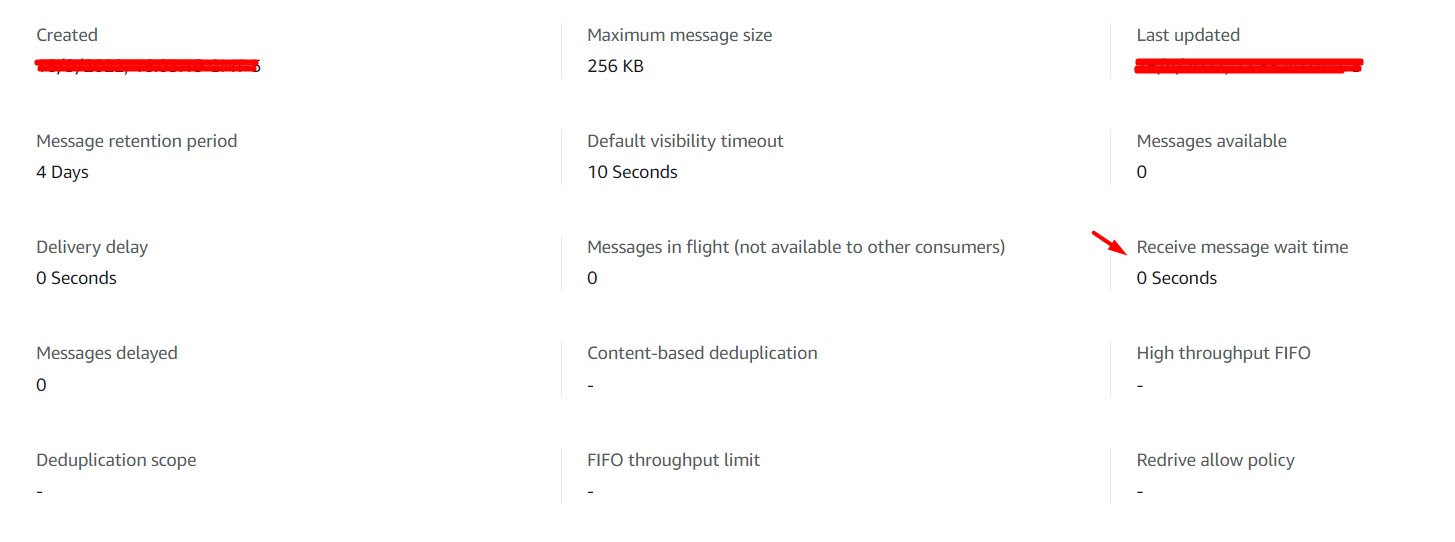 Created
Maximum message size
Last updated
256 KB
Message retention period
Default visibility timeout
Messages available
4 Days
10 Seconds
0
Delivery delay
Messages in flight (not available to other consumers)
Receive message wait time
0 Seconds
0
0 Seconds
Messages delayed
Content-based deduplication
High throughput FIFO
0
-
-
Deduplication scope
FIFO throughput limit
Redrive allow policy
-
-
-